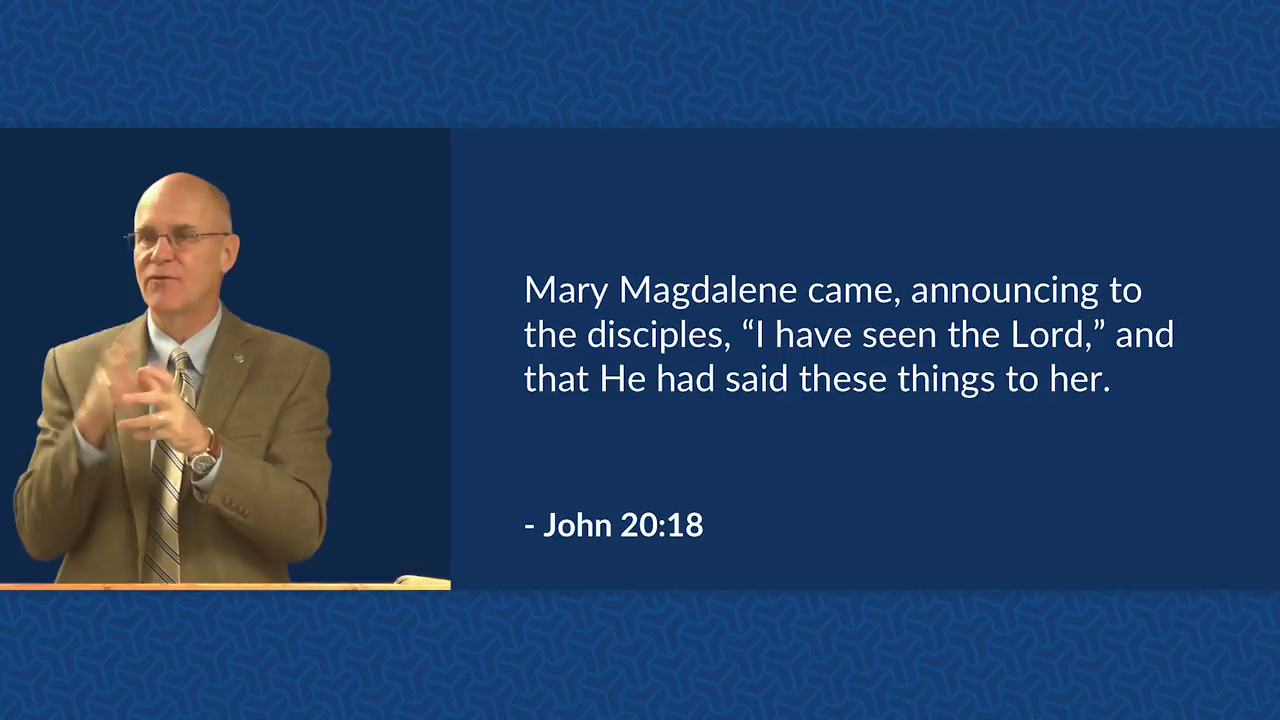 Mary Magdalene came, announcing to
the disciples, “I have seen the Lord,” and
that He had said these things to her.
- John 20:18